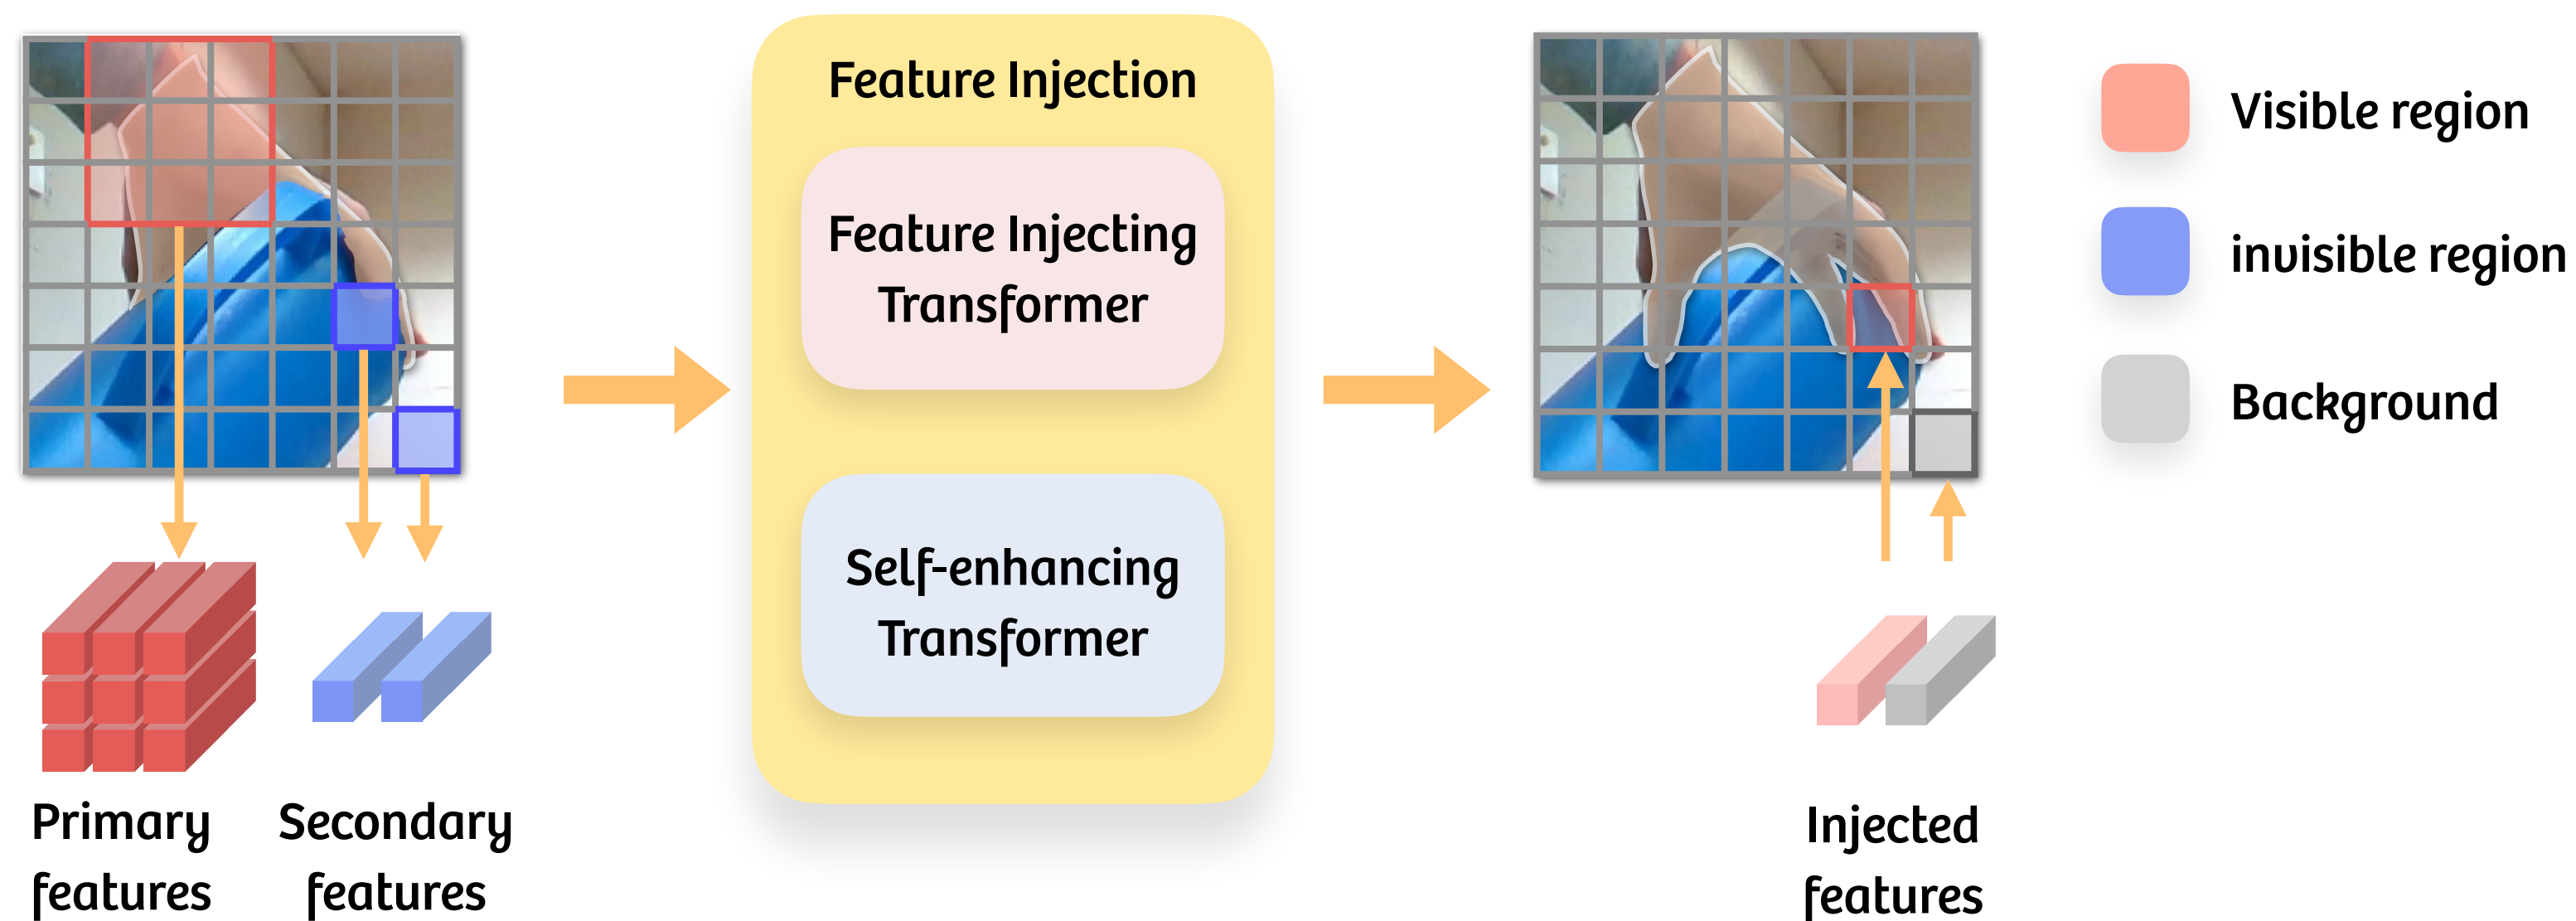 Primary
features
Secondary
features
Feature Injection
Feature Injecting
Transformer
Self-enhancing
Transformer
Injected
features
Visible region
invisible region
Background